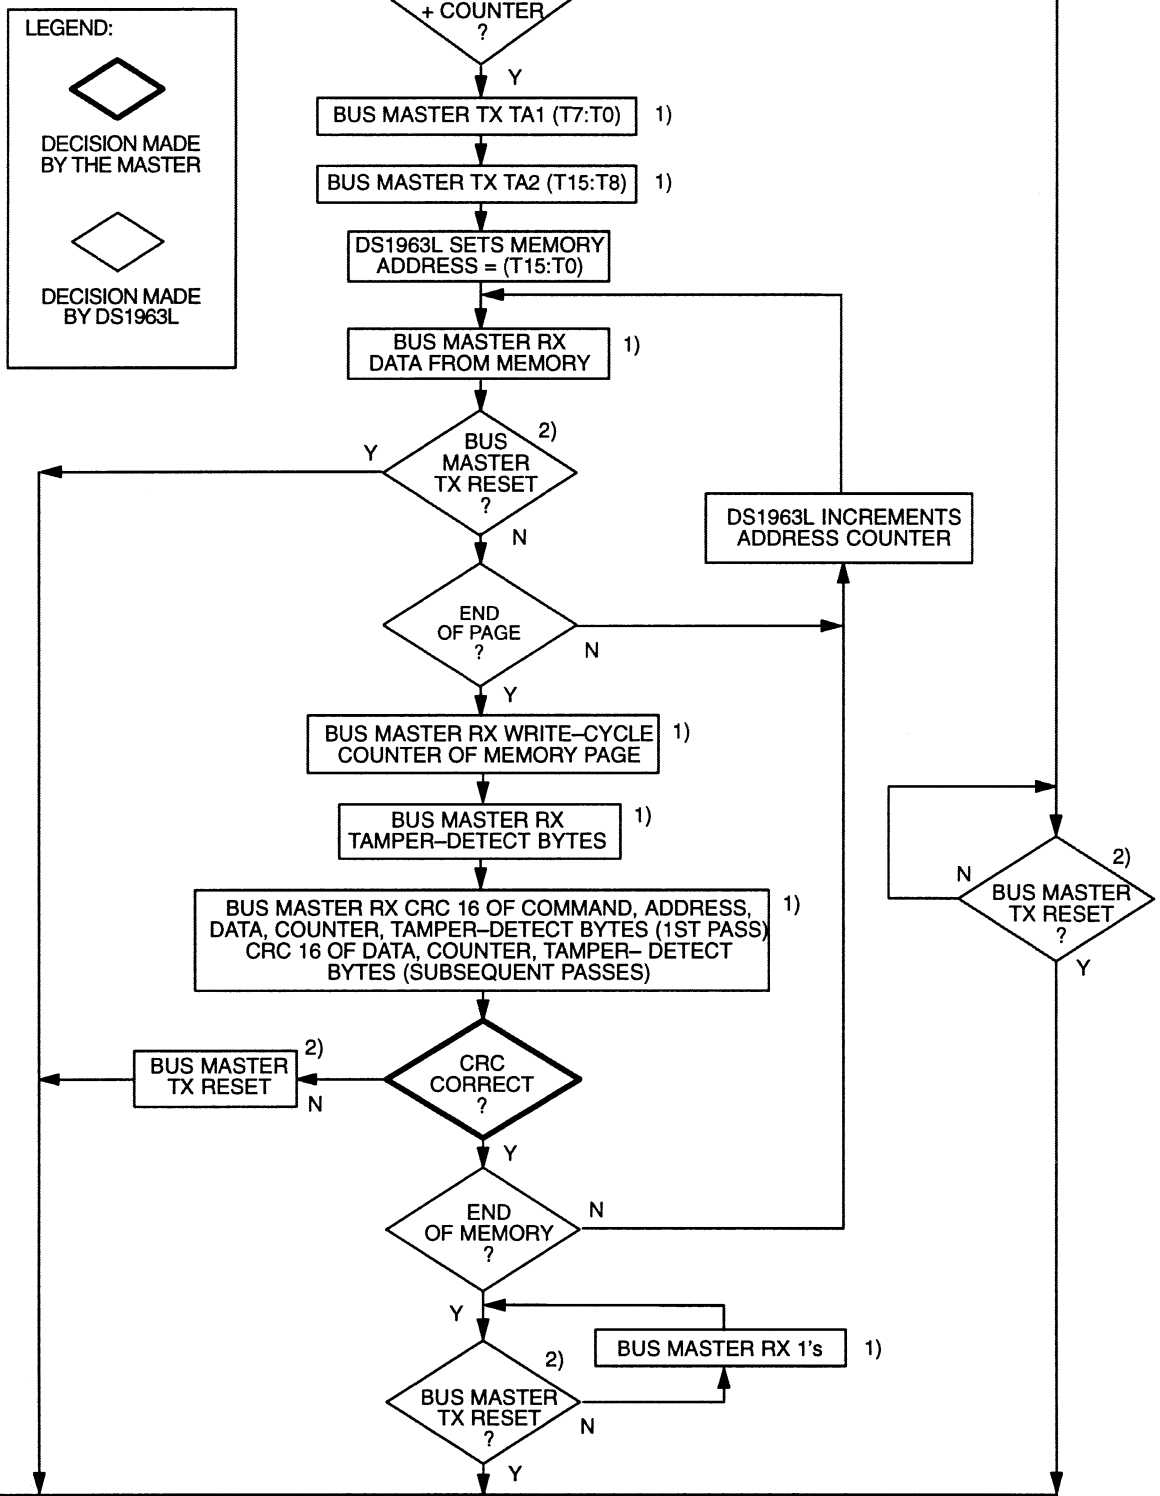 + COUNTER
?
Y
LEGEND:
DECISION MADE
BY THE MASTER
DECISION MADE
BY DS1963L
BUS MASTER TX TA1 (T7:T0)
1)
BUS MASTER TX TA2 (T15:T8)
1)
DS1963L SETS MEMORY
ADDRESS = (T15:T0)
BUS MASTER RX
DATA FROM MEMORY
1)
BUS
MASTER
TX RESET
?
2)
Y
N
DS1963L INCREMENTS
ADDRESS COUNTER
END
OF PAGE
?
N
Y
BUS MASTER RX WRITE–CYCLE
COUNTER OF MEMORY PAGE
1)
BUS MASTER RX
TAMPER–DETECT BYTES
1)
BUS MASTER RX CRC 16 OF COMMAND, ADDRESS,
DATA, COUNTER, TAMPER–DETECT BYTES (1ST PASS)
CRC 16 OF DATA, COUNTER, TAMPER– DETECT
BYTES (SUBSEQUENT PASSES)
1)
BUS MASTER
TX RESET
?
2)
N
Y
CRC
CORRECT
?
N
Y
BUS MASTER
TX RESET
2)
END
OF MEMORY
?
N
Y
BUS MASTER RX 1's
1)
BUS MASTER
TX RESET
?
2)
N
Y